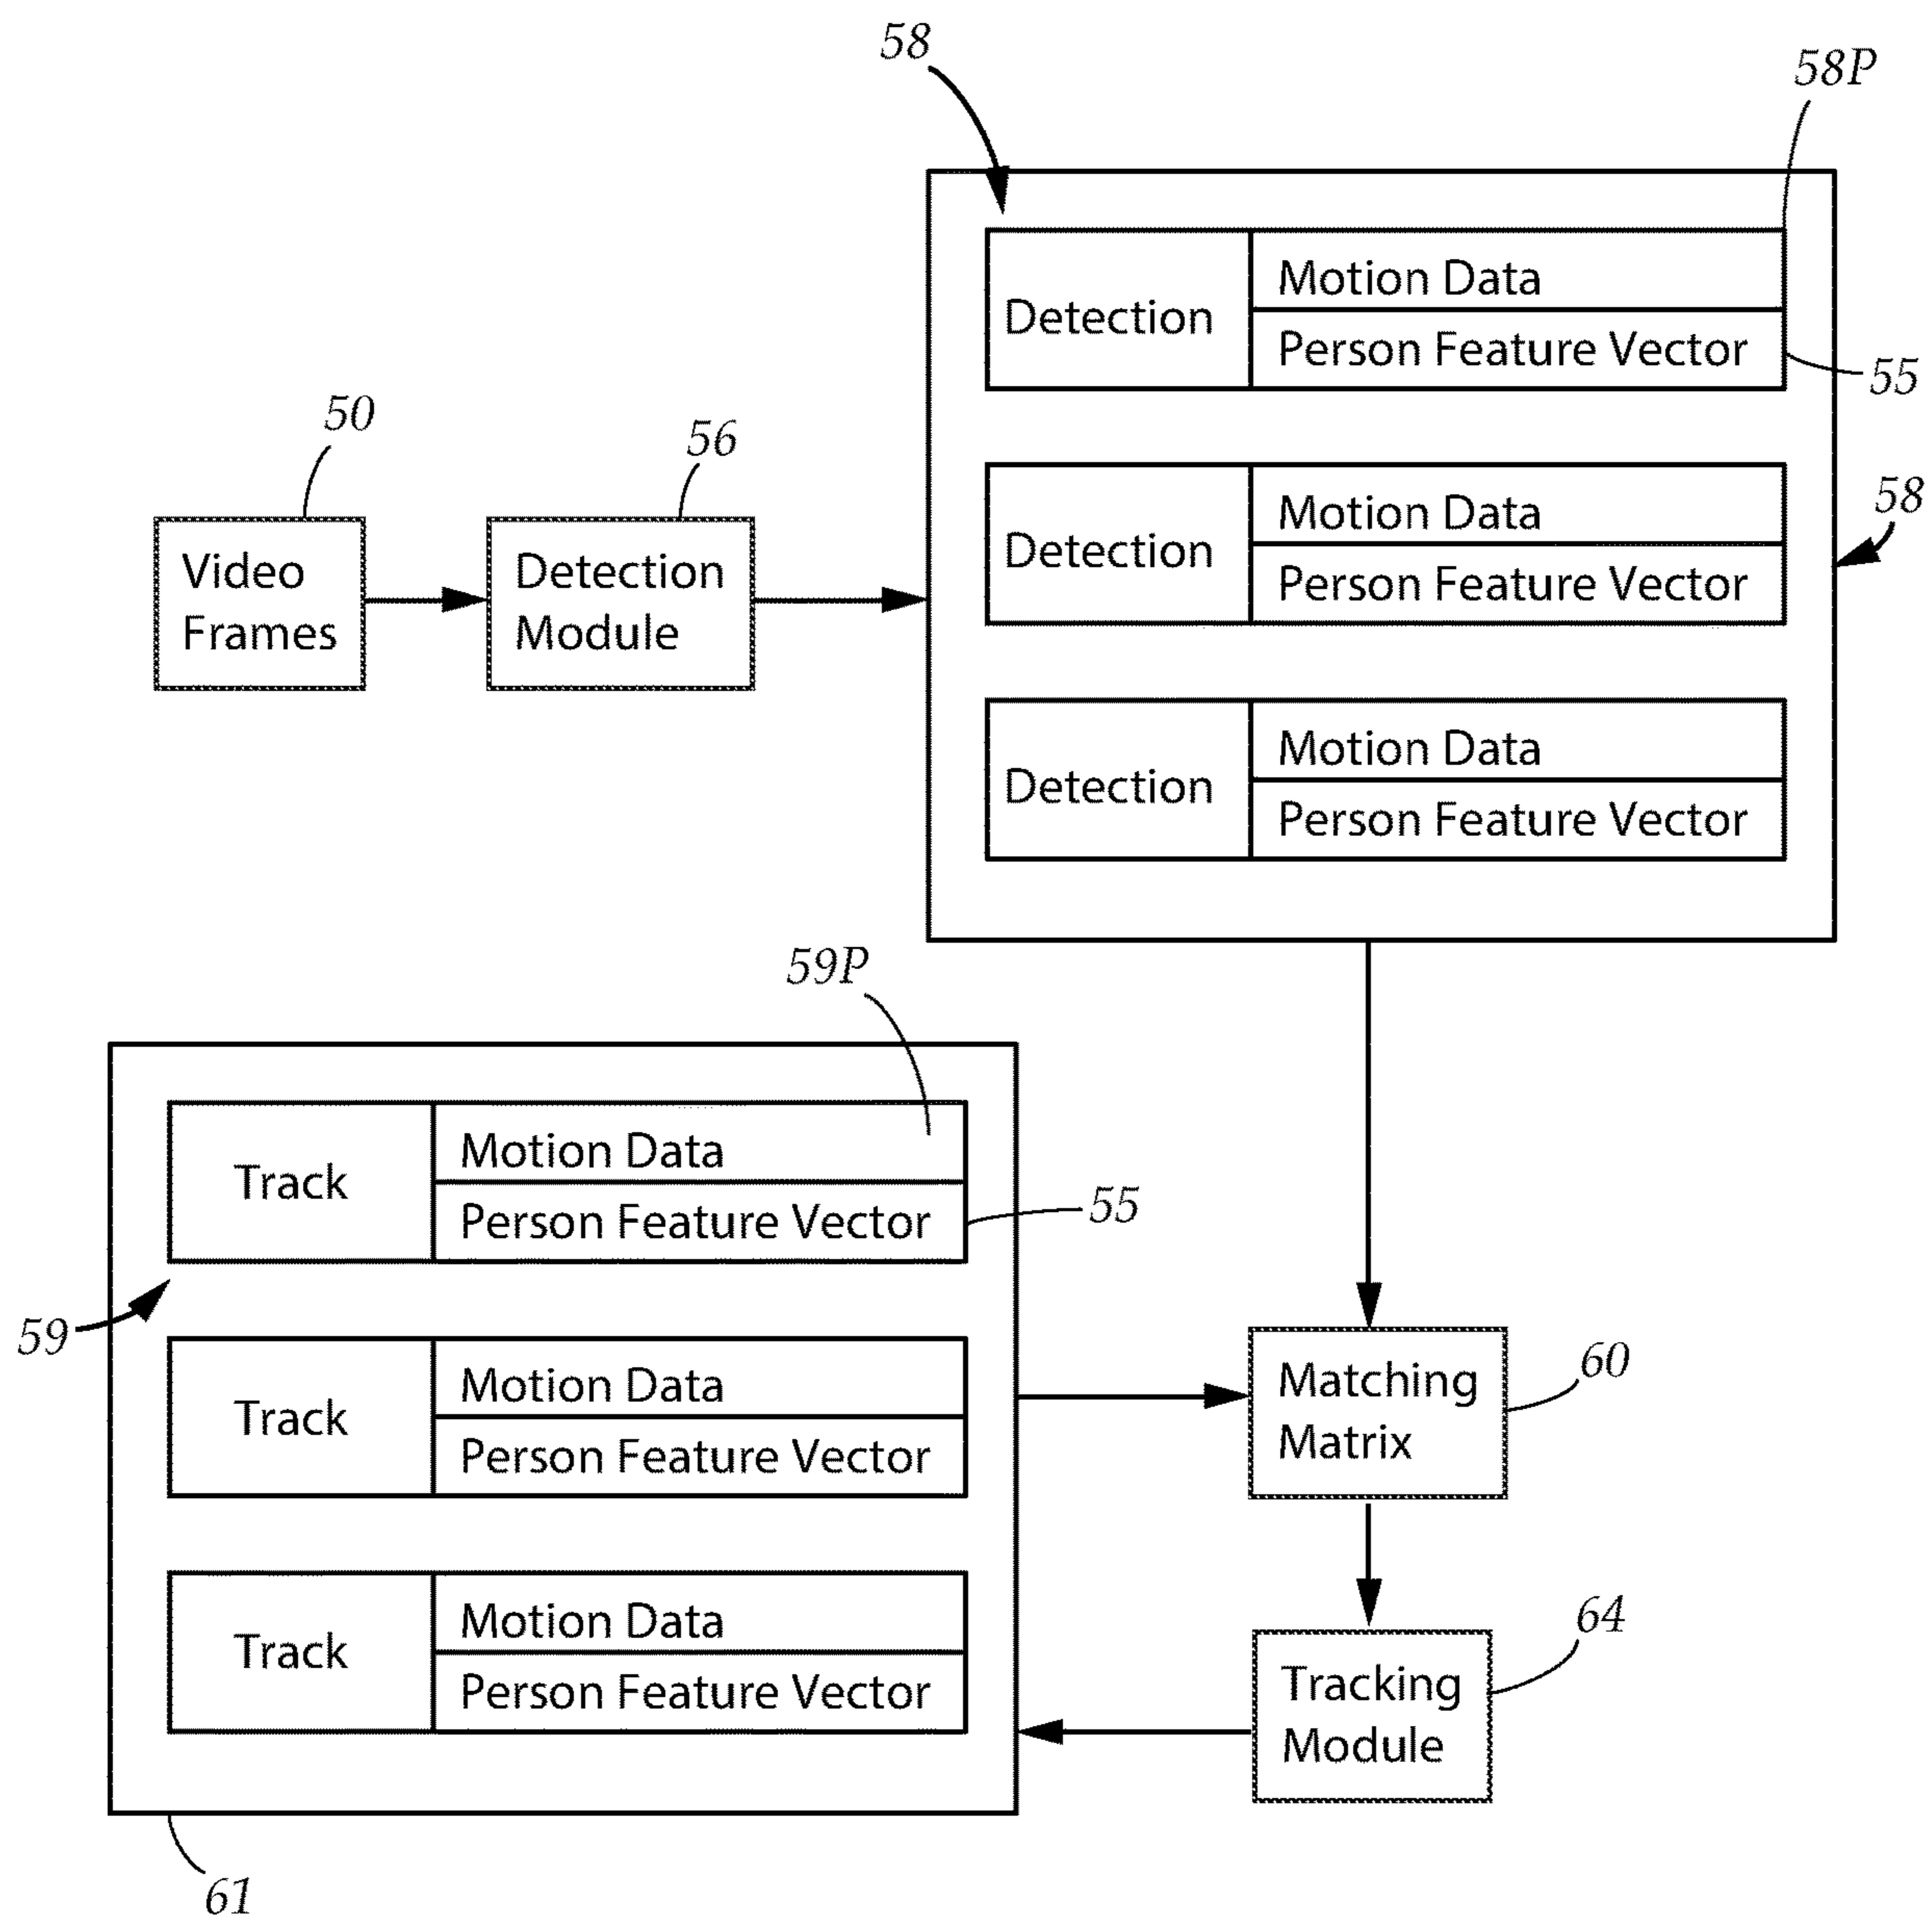 58
58P
Detection
Motion Data
Person Feature Vector
55
50
56
Video
Frames
Detection
Module
Detection
Motion Data
Person Feature Vector
58
Detection
Motion Data
Person Feature Vector
59P
Track
Motion Data
Person Feature Vector
55
59
Track
Motion Data
Person Feature Vector
Matching
Matrix
60
Track
Motion Data
Person Feature Vector
Tracking
Module
64
61